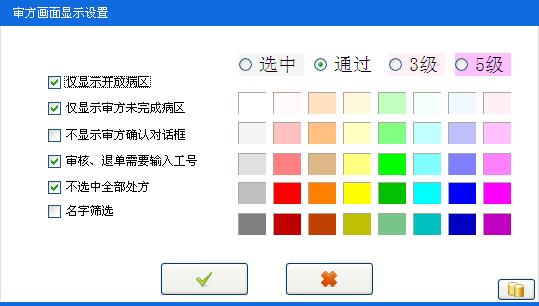 审方画面显示设置
选中 通过 3级 5级
仅显示开放病区
仅显示审方未完成病区
不显示审方确认对话框
审核、退单需要输入工号
不选中全部处方
名字筛选